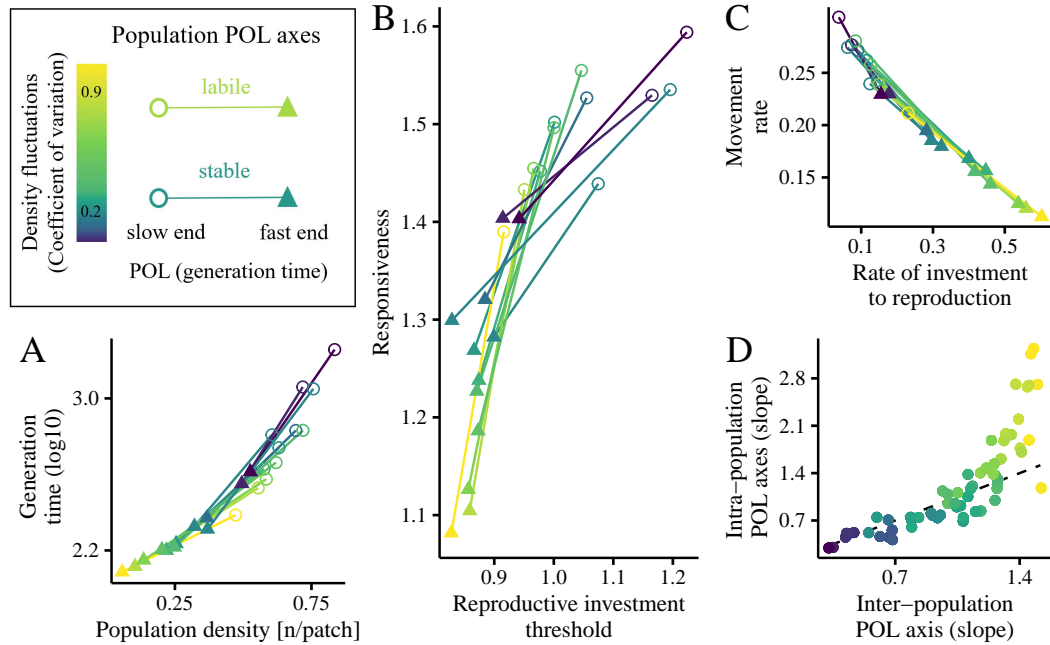 Population POL axes
Density fluctuations
(Coefficient of variation)
0.9
0.2
labile
stable
slow end
fast end
POL (generation time)
A
Generation
time (log10)
3.0
2.2
0.25
0.75
Population density [n/patch]
B
Responsiveness
1.6
1.5
1.4
1.3
1.2
1.1
0.9
1.0
1.1
1.2
Reproductive investment
threshold
C
Movement
rate
0.25
0.20
0.15
0.1
0.3
0.5
Rate of investment
to reproduction
D
Intra−population
POL axes (slope)
2.8
2.1
1.4
0.7
0.7
1.4
Inter−population
POL axis (slope)